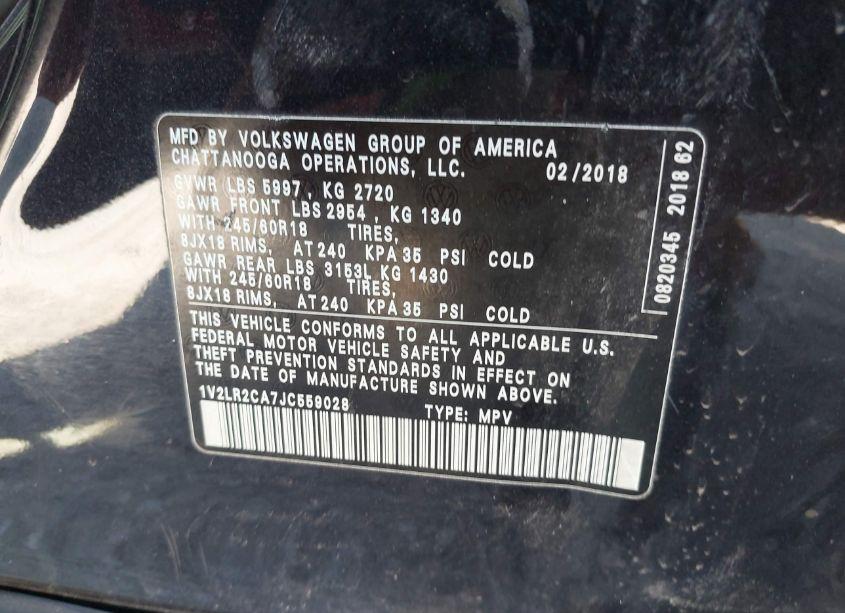 MFD BY VOLKSWAGEN GROUP OF AMERICA
CHATTANOOGA OPERATIONS, LLC. 02/2018
GVWR LBS 5997, KG 2720
GAWR FRONT LBS 2954, KG 1340
WITH 245/60R18 TIRES,
8JX18 RIMS, AT 240 KPA 35 PSI COLD
GAWR REAR LBS 3153L KG 1430
WITH 245/60R18 TIRES,
8JX18 RIMS, AT 240 KPA 35 PSI COLD
THIS VEHICLE CONFORMS TO ALL APPLICABLE U.S.
FEDERAL MOTOR VEHICLE SAFETY AND
THEFT PREVENTION STANDARDS IN EFFECT ON
THE DATE OF MANUFACTURE SHOWN ABOVE.
1V2LR2CA7JC559028 TYPE: MPV
0820345 2018 62